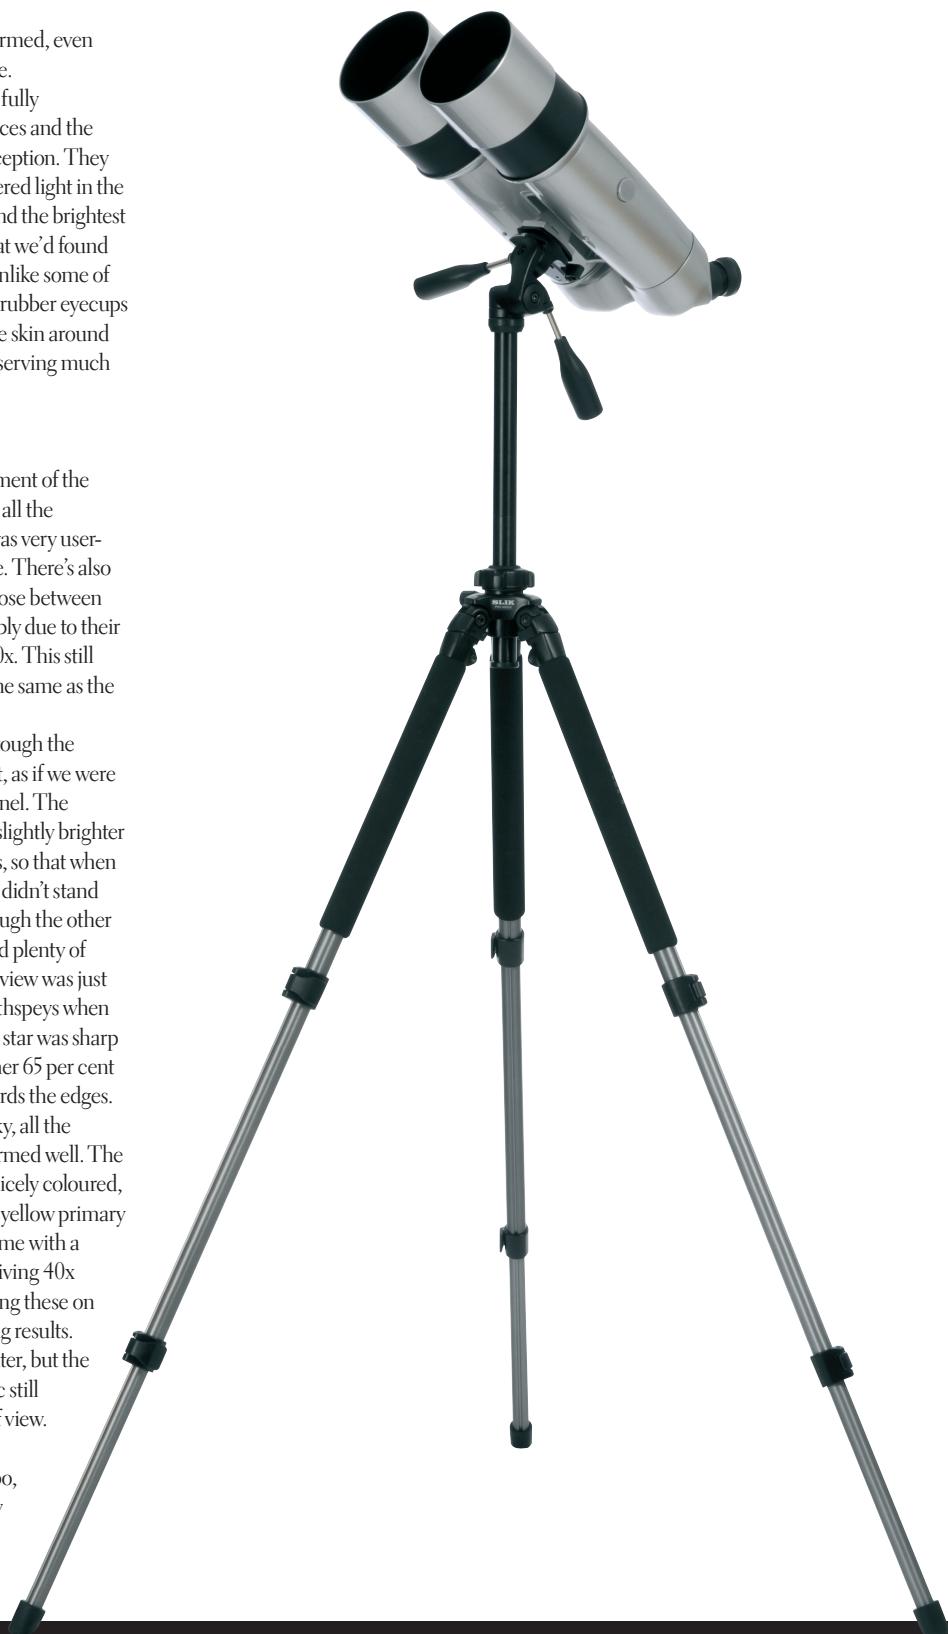 rmed, even
e.
fully
ces and the
ception. They
ered light in the
nd the brightest
at we’d found
nlike some of
rubber eyecups
e skin around
serving much
ment of the
all the
as very user-
e. There’s also
ose between
bly due to their
0x. This still
he same as the
rough the
t, as if we were
nel. The
slightly brighter
s, so that when
didn’t stand
ugh the other
d plenty of
view was just
thspeys when
star was sharp
ner 65 per cent
rds the edges.
ky, all the
rmed well. The
icely coloured,
yellow primary
me with a
iving 40x
ng these on
g results.
ter, but the
c still
f view.
oo,
y
SLIK